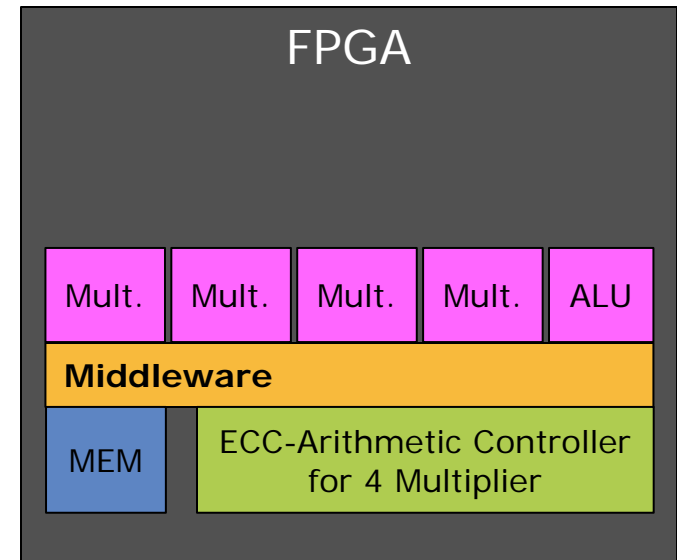 FPGA
Mult. Mult. Mult. Mult. ALU
Middleware
MEM
ECC-Arithmetic Controller
for 4 Multiplier